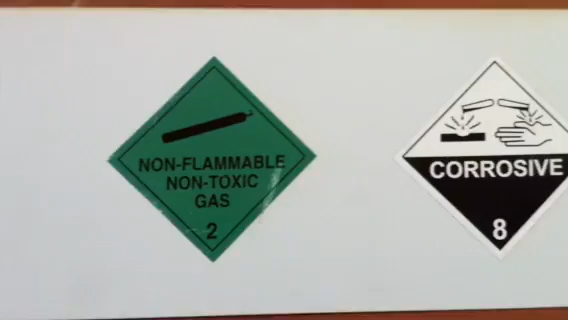 NON-FLAMMABLE
NON-TOXIC
GAS
2
CORROSIVE
8